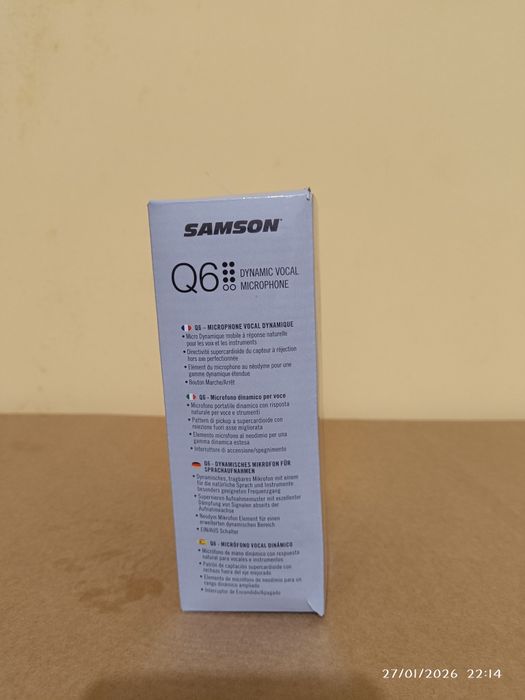 SAMSON
Q6 DYNAMIC VOCAL
MICROPHONE
Q6 - MICROPHONE VOCAL DYNAMIQUE
• Micro Dynamique mobile à réponse naturelle
pour les voix et les instruments
• Directivité supercardioïde du capteur à réjection
hors axe perfectionnée
• Elément du microphone au néodyme pour une
gamme dynamique étendue
• Bouton Marche/Arrêt
Q6 - Microfono dinamico per voce
• Microfono portatile dinamico con risposta
naturale per voce e strumenti
• Pattern di pickup a supercardioide con
reiezione fuori asse migliorata
• Elemento microfono al neodimio per una
gamma dinamica estesa
• Interruttore di accensione/spegnimento
Q6 - DYNAMISCHES MIKROFON FÜR
SPRACHAUFNAHMEN
• Dynamisches, tragbares Mikrofon mit einem
für die natürliche Sprach und Instrumente
besonders geeigneten Frequenzgang
• Supernieren Aufnahmemuster mit exzellenter
Dämpfung von Signalen abseits der
Aufnahmeachse
• Neodym Mikrofon Element für einen
erweiterten dynamischen Bereich
• EIN/AUS Schalter
Q6 - MICRÓFONO VOCAL DINÁMICO
• Micrófono de mano dinámico con respuesta
natural para vocales e instrumentos
• Patrón de captación supercardioide con
rechazo fuera del eje mejorado
• Elemento de micrófono de neodimio para un
rango dinámico ampliado
• Interruptor de Encendido/Apagado
27/01/2026 22:14